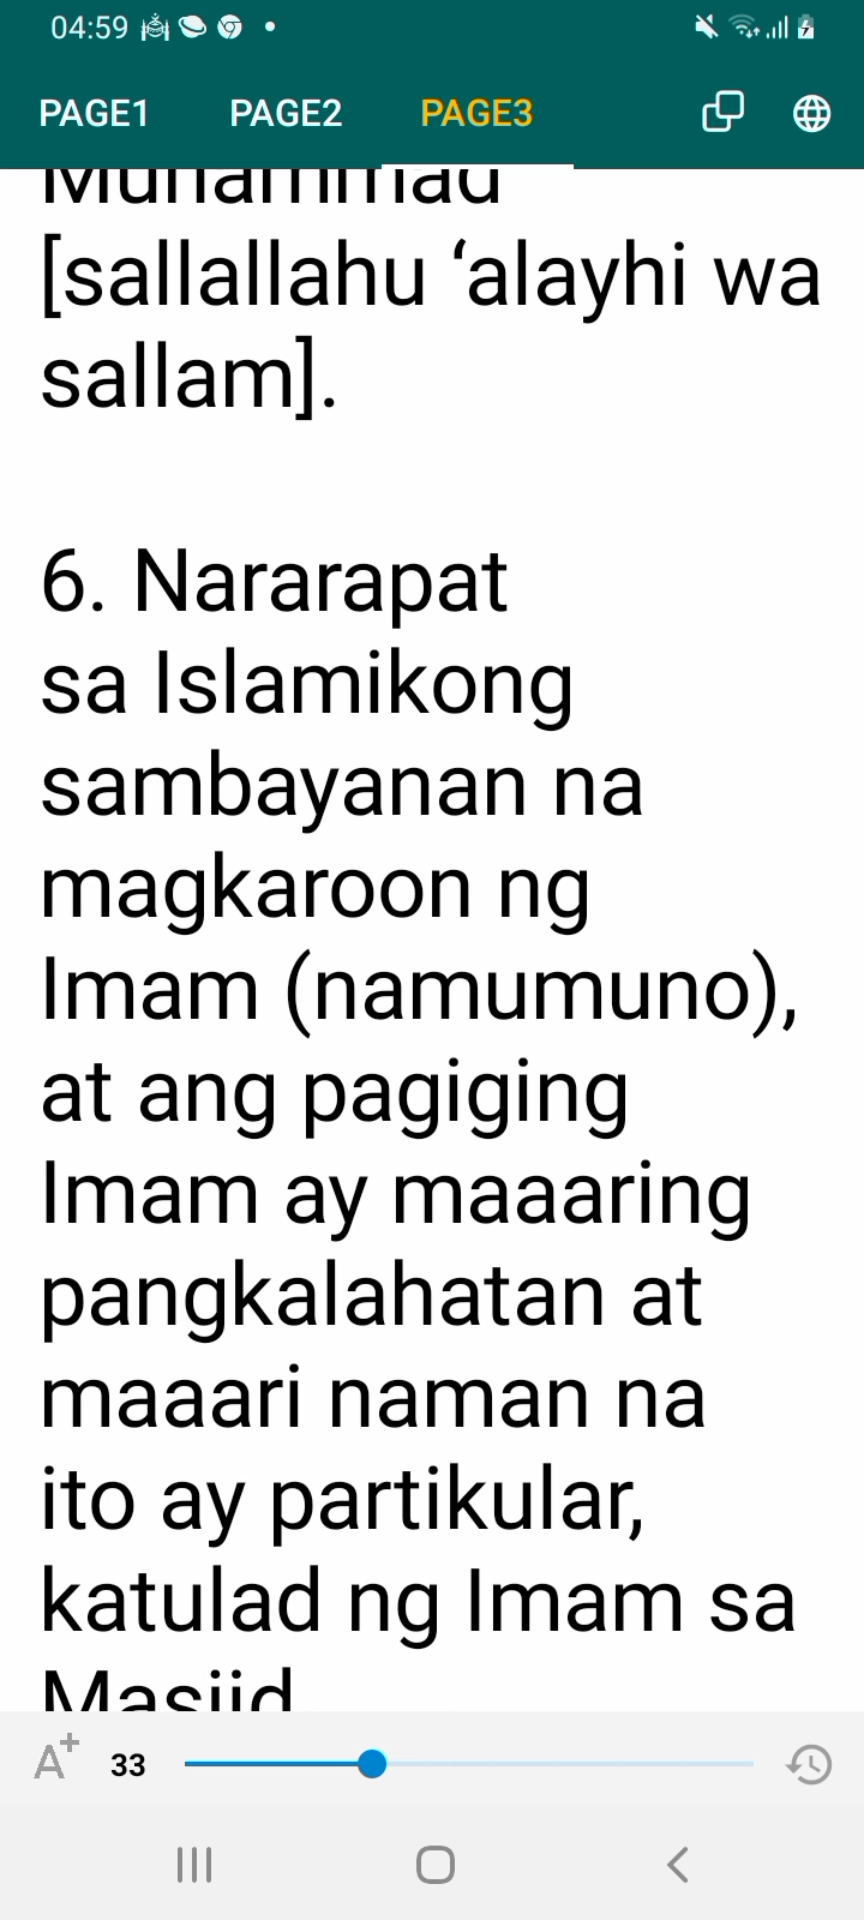 04:59
PAGE1 PAGE2 PAGE3
Muhammad
[sallallahu ‘alayhi wa
sallam].
6. Nararapat
sa Islamikong
sambayanan na
magkaroon ng
Imam (namumuno),
at ang pagiging
Imam ay maaaring
pangkalahatan at
maaari naman na
ito ay partikular,
katulad ng Imam sa
Masjid
A+ 33